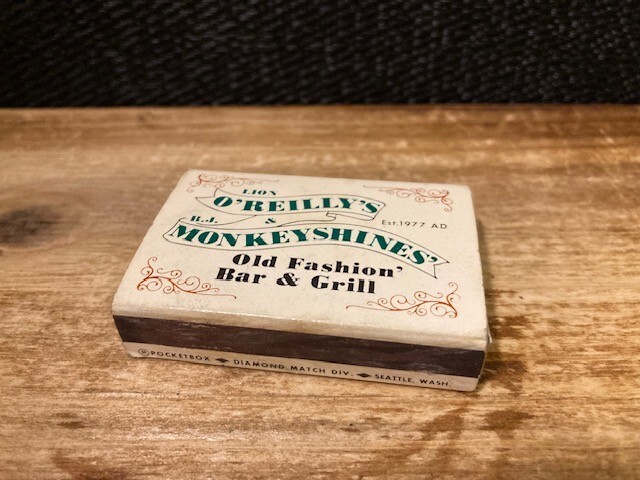 LION
O'REILLY'S
& Est. 1977 AD
B.J.
MONKEYSHINES'
Old Fashion'
Bar & Grill
® POCKETBOX ◆ DIAMOND MATCH DIV. ◆ SEATTLE, WASH.